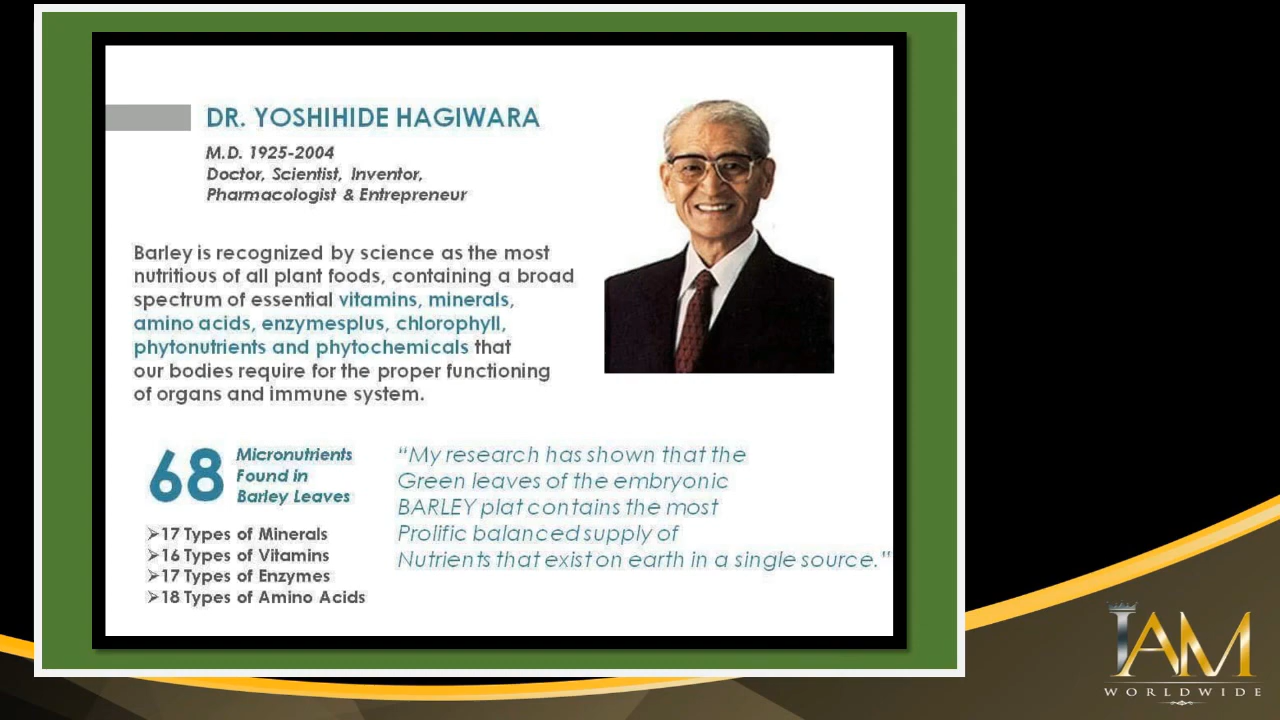 DR. YOSHIHIDE HAGIWARA
M.D. 1925-2004
Doctor, Scientist, Inventor,
Pharmacologist & Entrepreneur
Barley is recognized by science as the most
nutritious of all plant foods, containing a broad
spectrum of essential vitamins, minerals,
amino acids, enzymesplus, chlorophyll,
phytonutrients and phytochemicals that
our bodies require for the proper functioning
of organs and immune system.
68
Micronutrients
Found in
Barley Leaves
➢17 Types of Minerals
➢16 Types of Vitamins
➢17 Types of Enzymes
➢18 Types of Amino Acids
“My research has shown that the
Green leaves of the embryonic
BARLEY plat contains the most
Prolific balanced supply of
Nutrients that exist on earth in a single source.”
IAM
WORLDWIDE